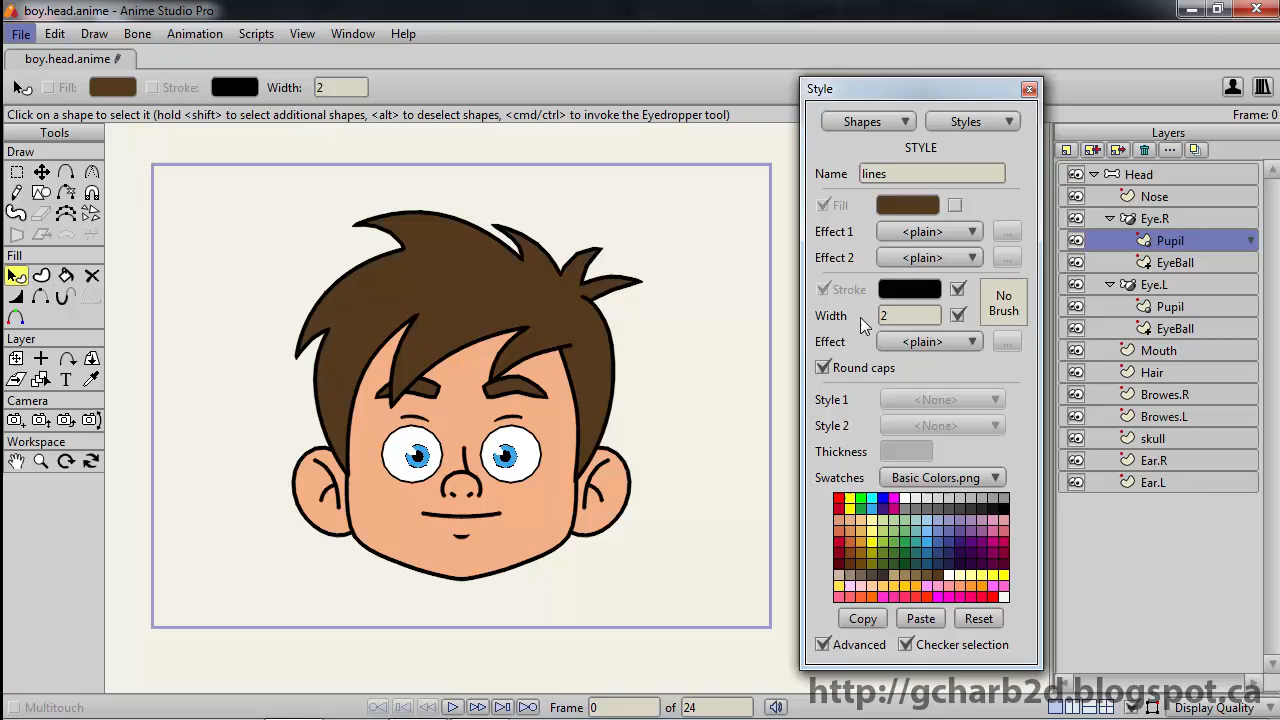 boy.head.anime - Anime Studio Pro
File Edit Draw Bone Animation Scripts View Window Help
boy.head.anime
Fill: Stroke: Width: 2
Click on a shape to select it (hold <shift> to select additional shapes, <alt> to deselect shapes, <cmd/ctrl> to invoke the Eyedropper tool)
Frame: 0
Tools
Draw
Fill
Layer
Camera
Workspace
Style
Shapes Styles
STYLE
Name lines
Fill
Effect 1 <plain> ...
Effect 2 <plain> ...
Stroke
No Brush
Width 2
Effect <plain> ...
Round caps
Style 1 <None>
Style 2 <None>
Thickness
Swatches Basic Colors.png
Copy Paste Reset
Advanced Checker selection
Layers
Head
Nose
Eye.R
Pupil
EyeBall
Eye.L
Pupil
EyeBall
Mouth
Hair
Browes.R
Browes.L
skull
Ear.R
Ear.L
http://gcharb2d.blogspot.ca
Multitouch Frame 0 of 24 Display Quality